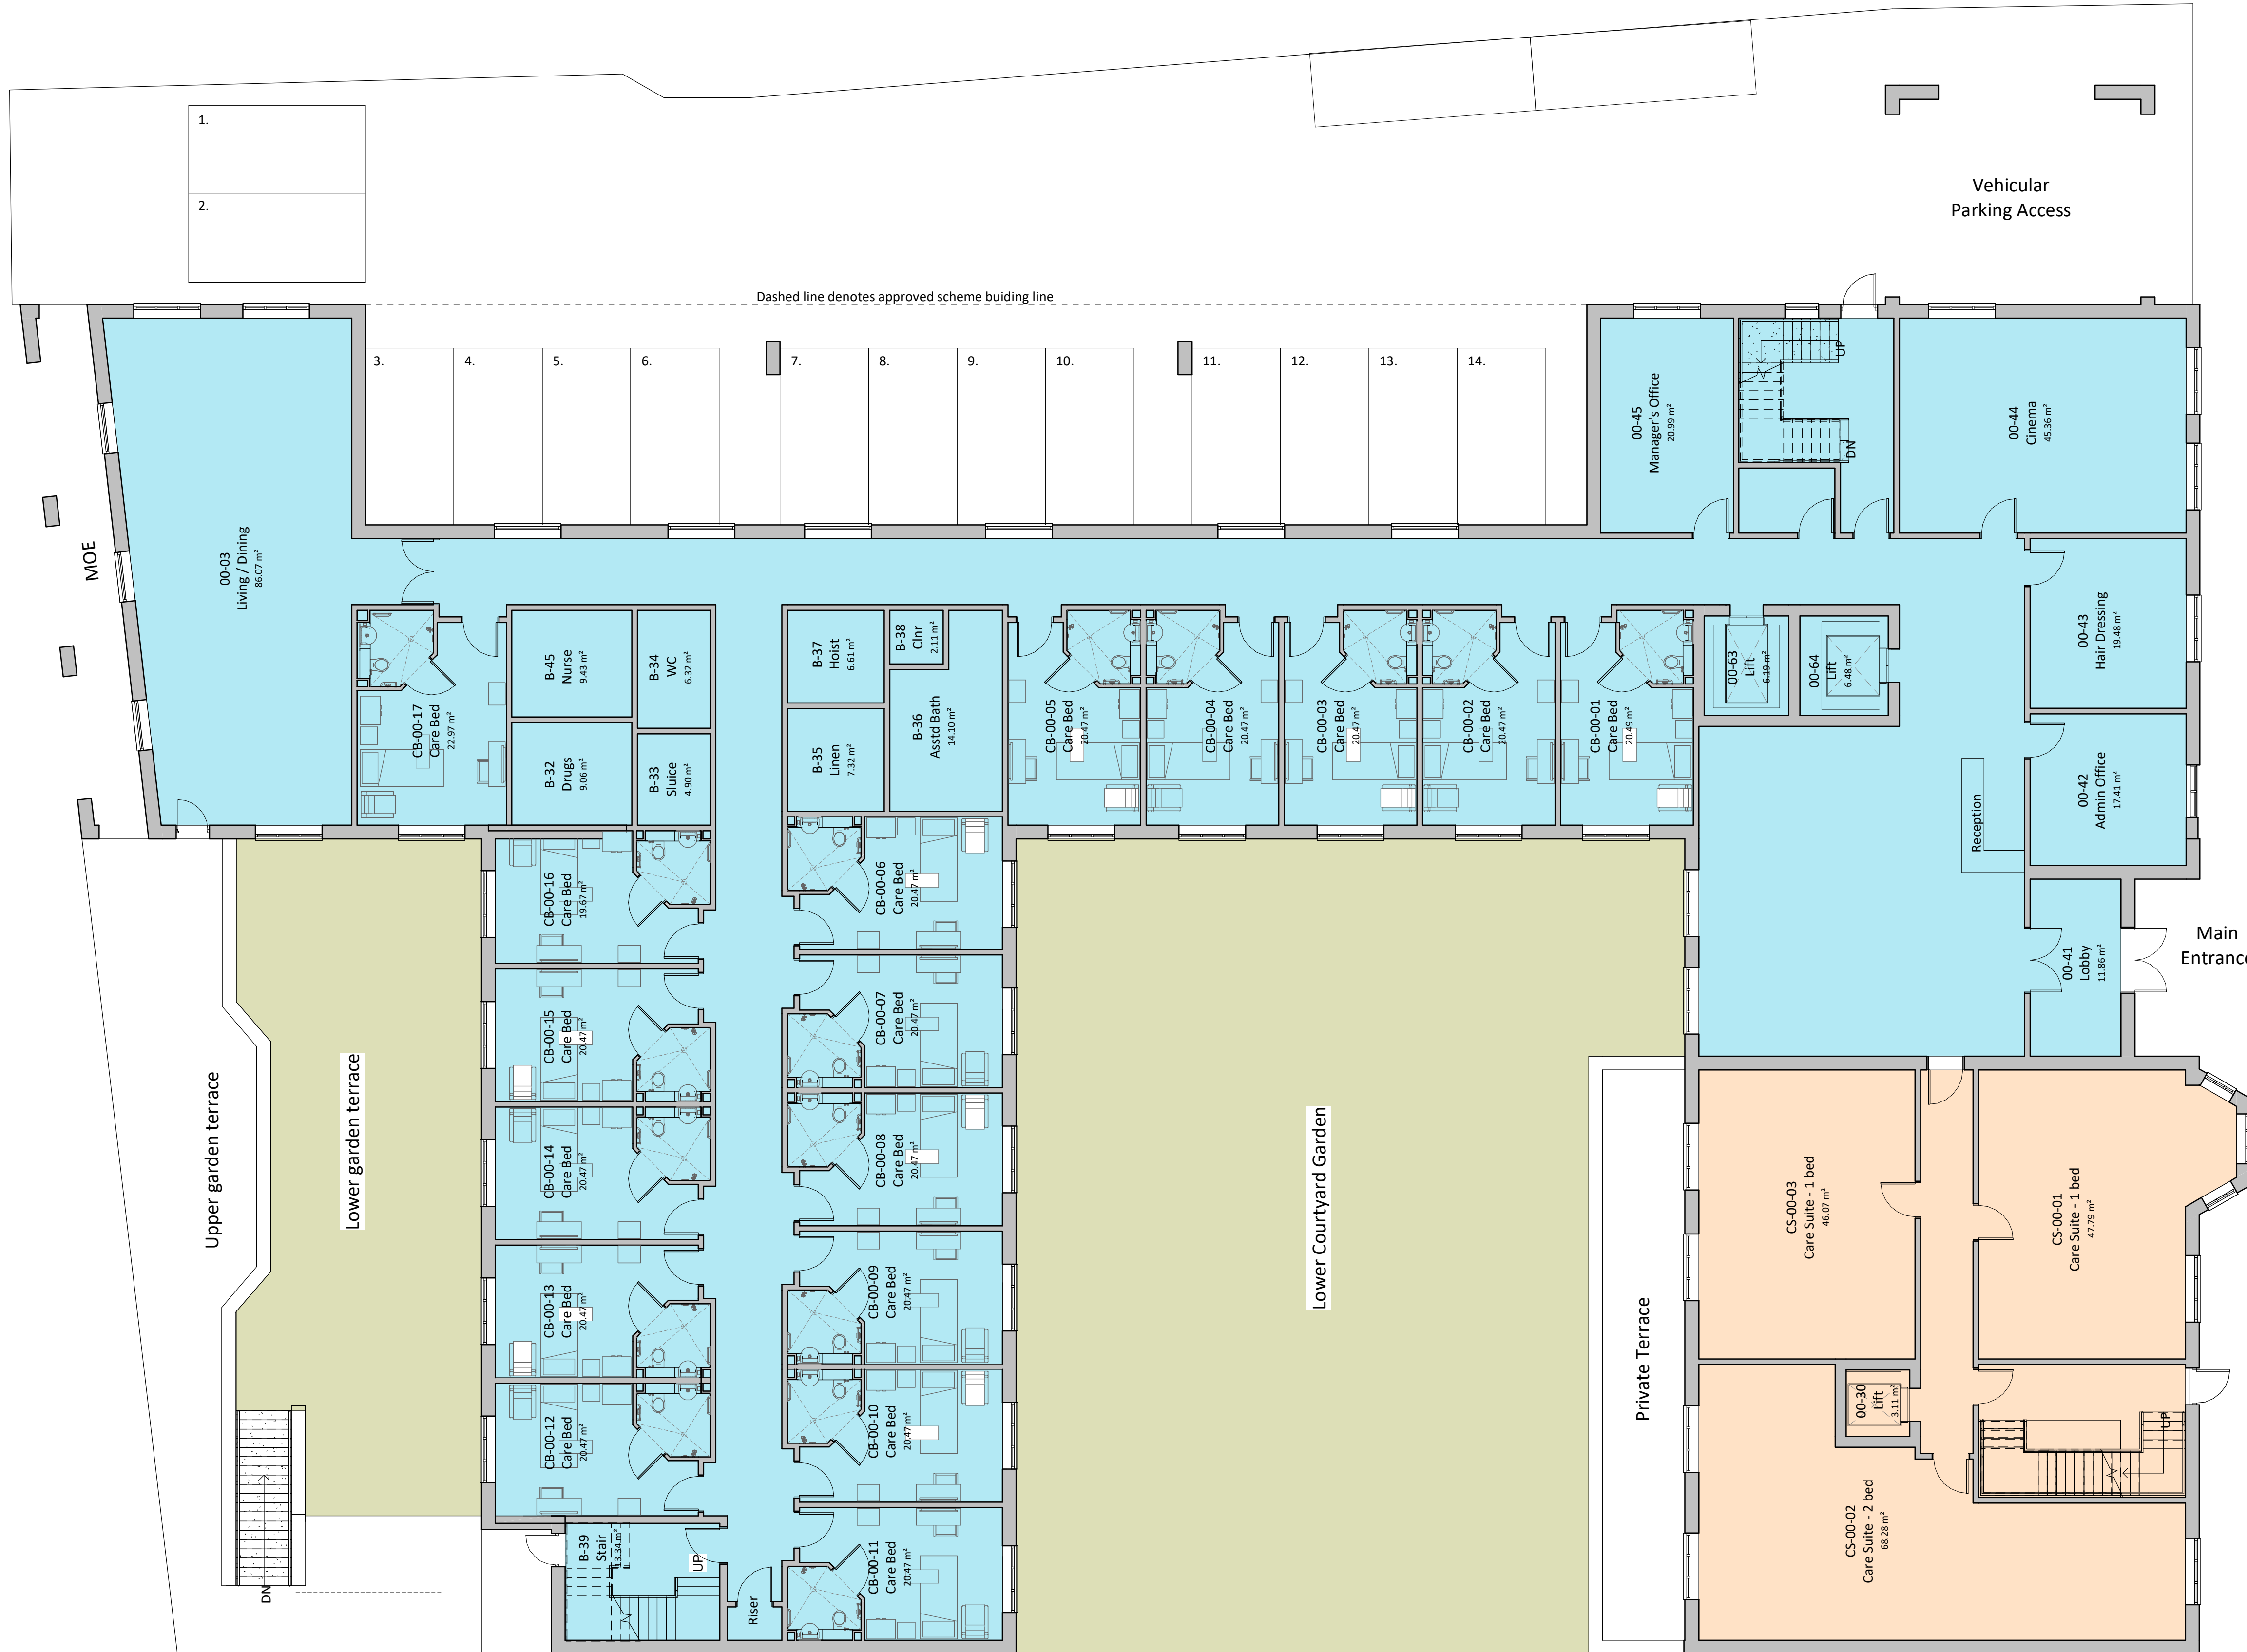 1.
2.
Vehicular
Parking Access
Dashed line denotes approved scheme buiding line
3.
4.
5.
6.
7.
8.
9.
10.
11.
12.
13.
14.
MOE
00-03
Living / Dining
86.07 m²
00-45
Manager's Office
20.99 m²
UP
DN
00-44
Cinema
45.36 m²
00-43
Hair Dressing
19.48 m²
00-42
Admin Office
17.41 m²
00-63
Lift
6.19 m²
00-64
Lift
6.48 m²
Reception
00-41
Lobby
11.86 m²
Main
Entrance
CB-00-17
Care Bed
22.97 m²
B-45
Nurse
9.43 m²
B-34
WC
6.32 m²
B-32
Drugs
9.06 m²
B-33
Sluice
4.90 m²
B-37
Hoist
6.61 m²
B-38
Clnr
2.11 m²
B-35
Linen
7.32 m²
B-36
Asstd Bath
14.10 m²
CB-00-05
Care Bed
20.47 m²
CB-00-04
Care Bed
20.47 m²
CB-00-03
Care Bed
20.47 m²
CB-00-02
Care Bed
20.47 m²
CB-00-01
Care Bed
20.49 m²
CB-00-16
Care Bed
19.67 m²
CB-00-06
Care Bed
20.47 m²
CB-00-15
Care Bed
20.47 m²
CB-00-07
Care Bed
20.47 m²
CB-00-14
Care Bed
20.47 m²
CB-00-08
Care Bed
20.47 m²
CB-00-13
Care Bed
20.47 m²
CB-00-09
Care Bed
20.47 m²
CB-00-12
Care Bed
20.47 m²
CB-00-10
Care Bed
20.47 m²
CB-00-11
Care Bed
20.47 m²
B-39
Stair
13.34 m²
UP
Riser
Upper garden terrace
Lower garden terrace
DN
Lower Courtyard Garden
Private Terrace
CS-00-03
Care Suite - 1 bed
46.07 m²
CS-00-01
Care Suite - 1 bed
47.79 m²
00-30
Lift
3.11 m²
UP
CS-00-02
Care Suite - 2 bed
68.28 m²